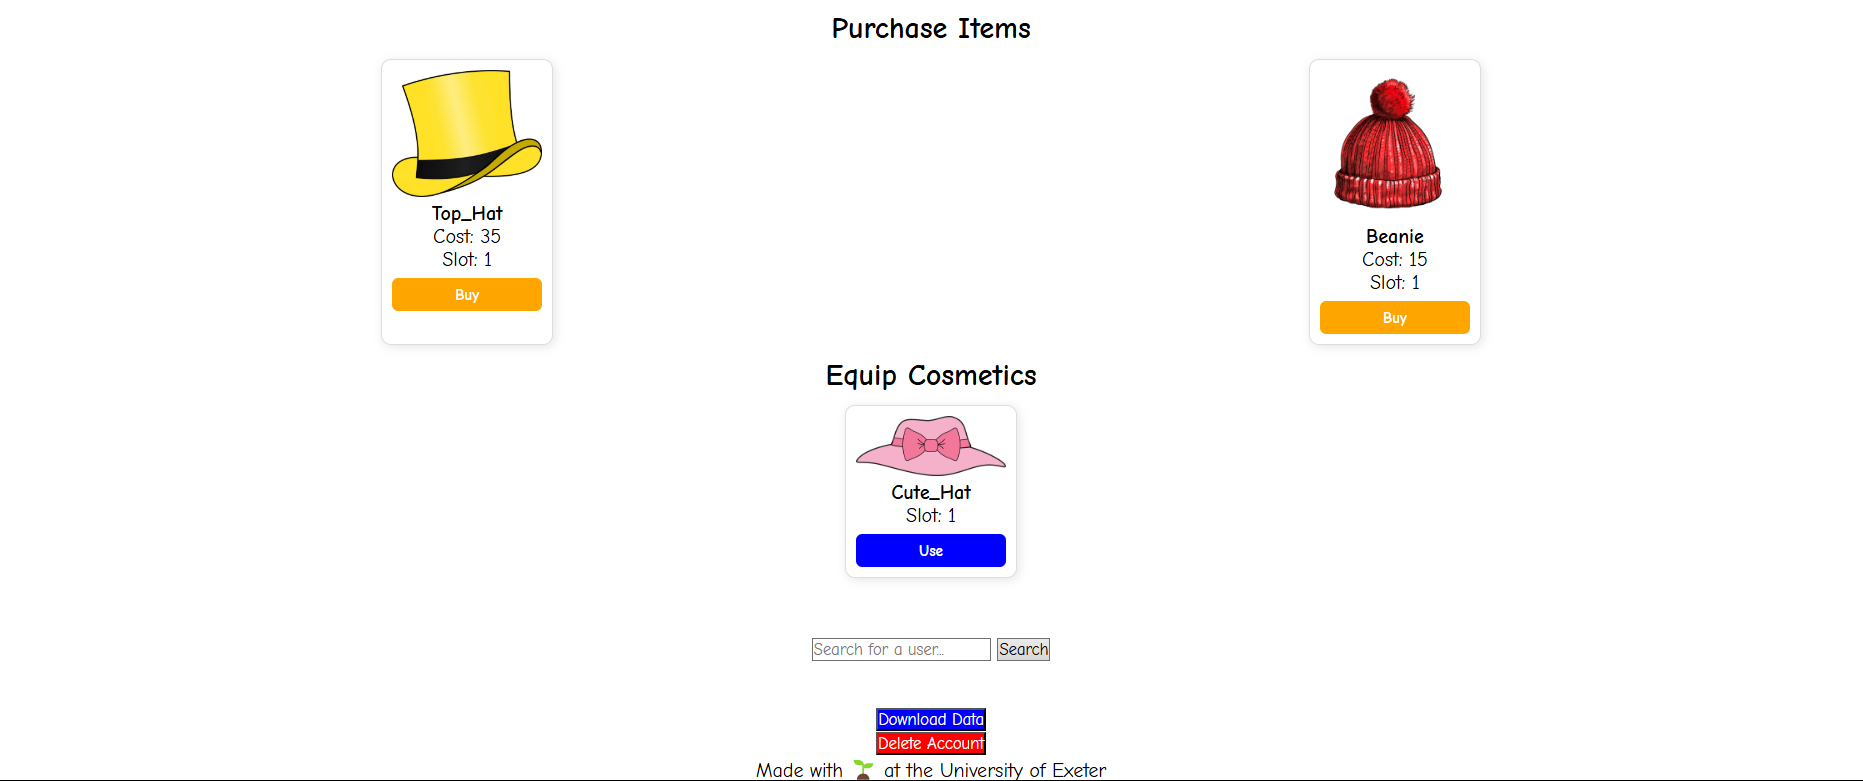 Purchase Items
Top_Hat
Cost: 35
Slot: 1
Buy
Beanie
Cost: 15
Slot: 1
Buy
Equip Cosmetics
Cute_Hat
Slot: 1
Use
Search for a user... Search
Download Data
Delete Account
Made with 🌱 at the University of Exeter